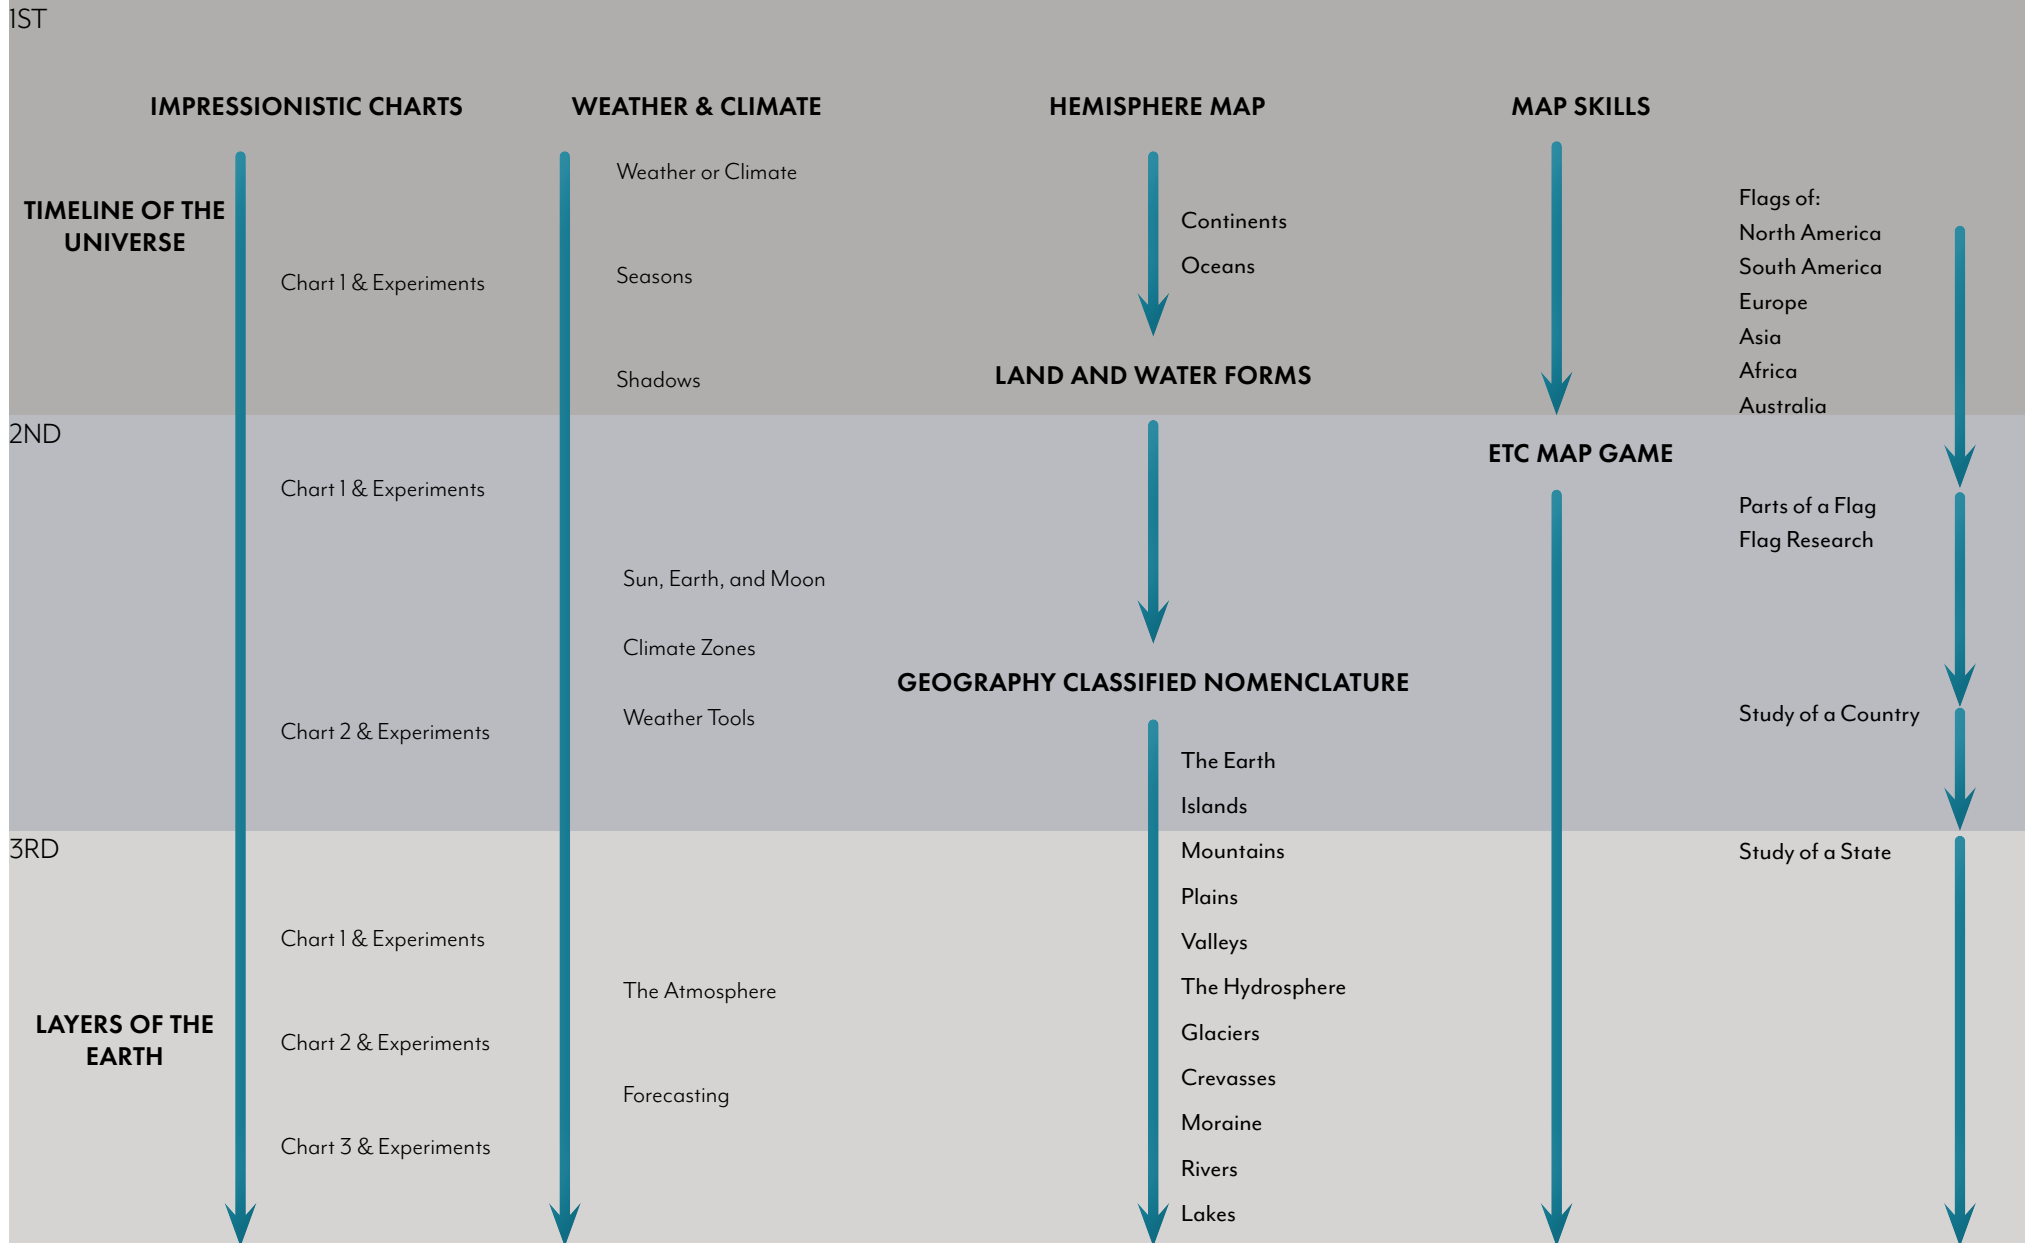 1ST
IMPRESSIONISTIC CHARTS
WEATHER & CLIMATE
HEMISPHERE MAP
MAP SKILLS
TIMELINE OF THE
UNIVERSE
Chart 1 & Experiments
Weather or Climate
Seasons
Shadows
Continents
Oceans
LAND AND WATER FORMS
Flags of:
North America
South America
Europe
Asia
Africa
Australia
2ND
Chart 1 & Experiments
Chart 2 & Experiments
Sun, Earth, and Moon
Climate Zones
Weather Tools
GEOGRAPHY CLASSIFIED NOMENCLATURE
The Earth
Islands
ETC MAP GAME
Parts of a Flag
Flag Research
Study of a Country
3RD
LAYERS OF THE
EARTH
Chart 1 & Experiments
Chart 2 & Experiments
Chart 3 & Experiments
The Atmosphere
Forecasting
Mountains
Plains
Valleys
The Hydrosphere
Glaciers
Crevasses
Moraine
Rivers
Lakes
Study of a State